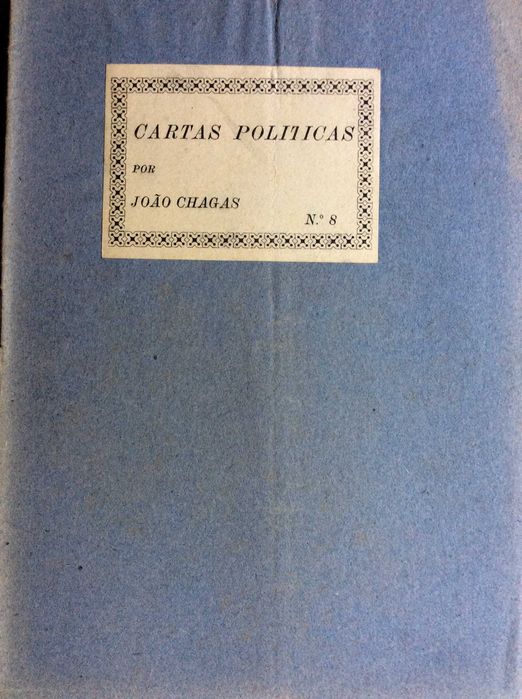 CARTAS POLITICAS
POR
JOÃO CHAGAS
N.º 8